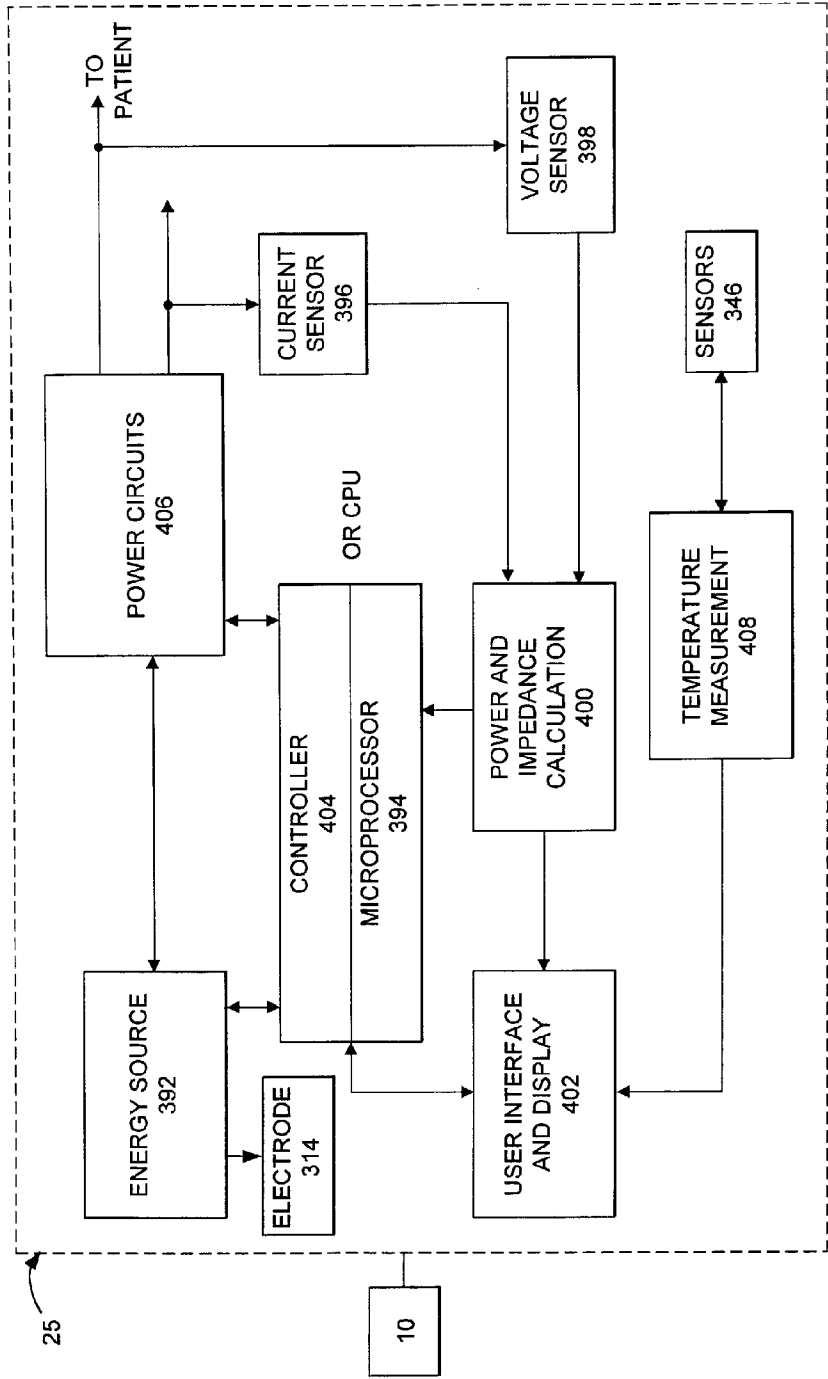 25
10
ENERGY SOURCE
392
ELECTRODE
314
POWER CIRCUITS
406
TO
PATIENT
CURRENT
SENSOR
396
VOLTAGE
SENSOR
398
CONTROLLER
404
MICROPROCESSOR
394
OR CPU
USER INTERFACE
AND DISPLAY
402
POWER AND
IMPEDANCE
CALCULATION
400
TEMPERATURE
MEASUREMENT
408
SENSORS
346